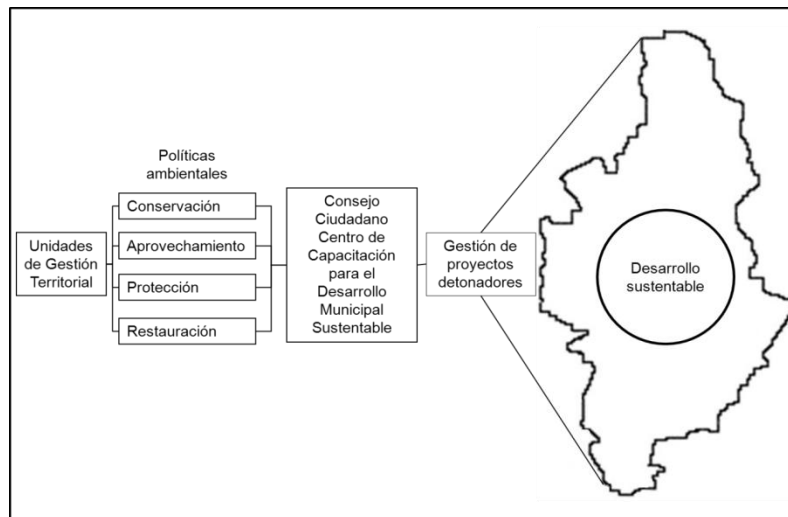 Políticas
ambientales
Unidades
de Gestión
Territorial
Conservación
Aprovechamiento
Protección
Restauración
Consejo
Ciudadano
Centro de
Capacitación
para el
Desarrollo
Municipal
Sustentable
Gestión de
proyectos
detonadores
Desarrollo
sustentable